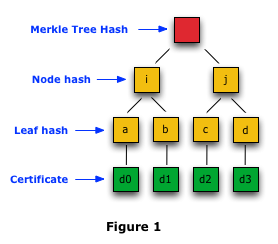 Merkle Tree Hash
Node hash
i
j
Leaf hash
a
b
c
d
Certificate
d0
d1
d2
d3
Figure 1